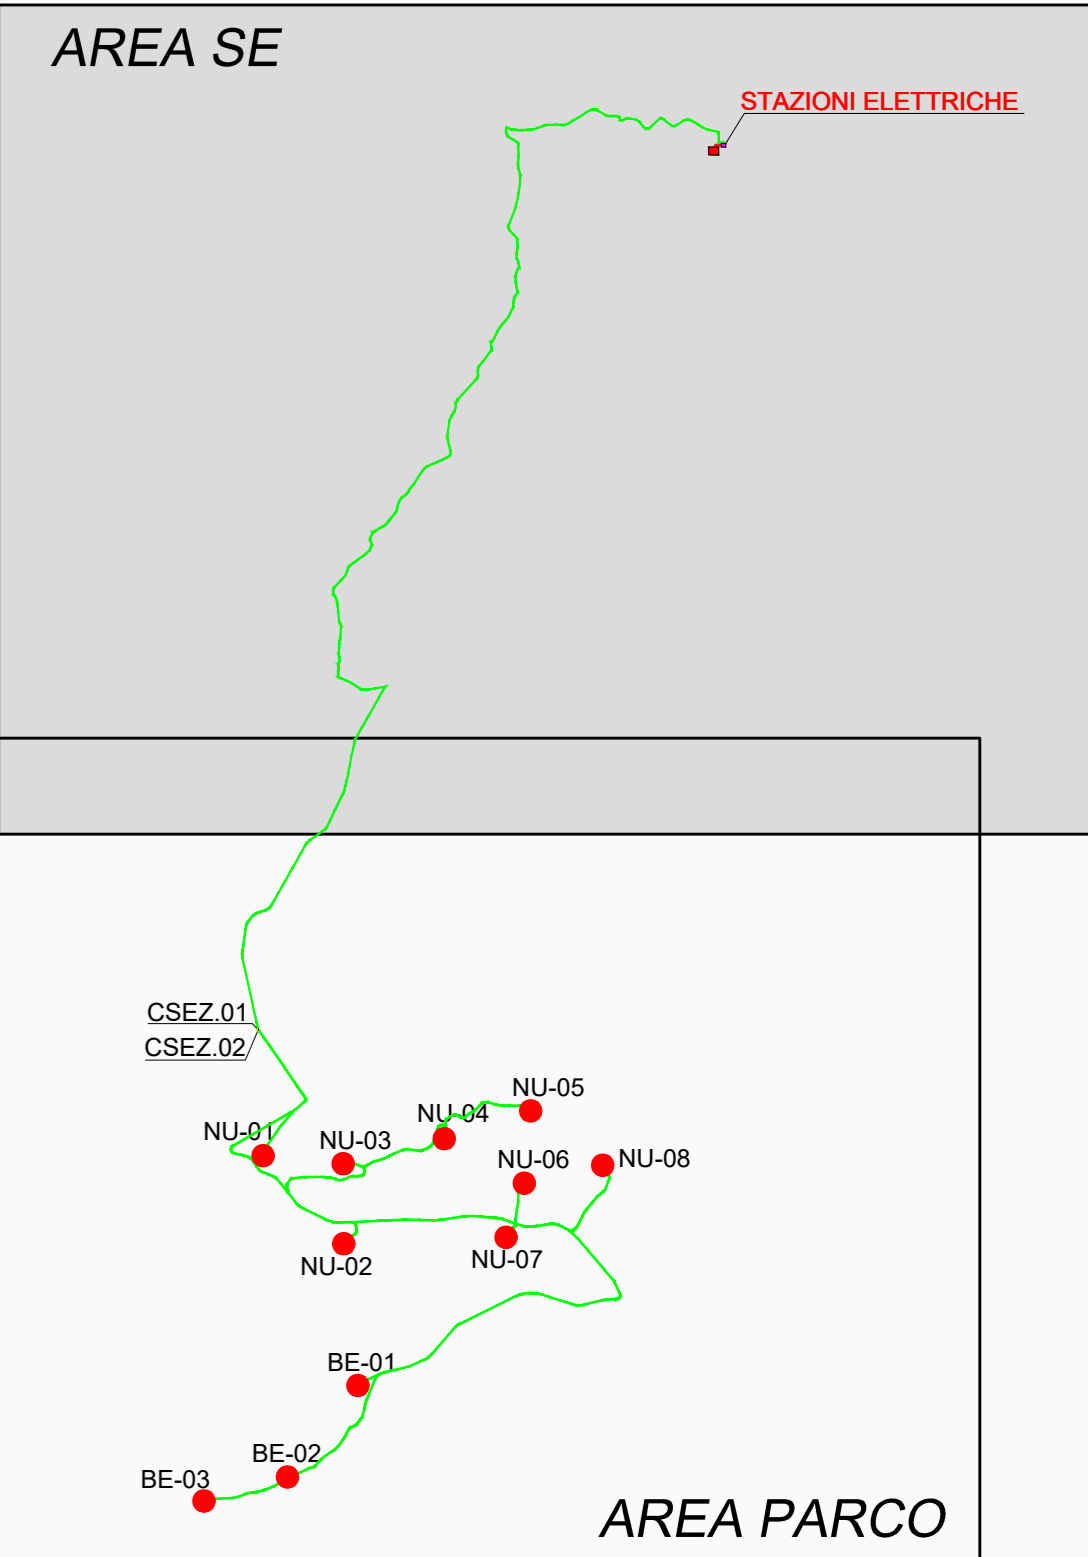 AREA SE
STAZIONI ELETTRICHE
CSEZ.01
CSEZ.02
NU-05
NU-04
NU-01
NU-03
NU-06
NU-08
NU-02
NU-07
BE-01
BE-02
BE-03
AREA PARCO